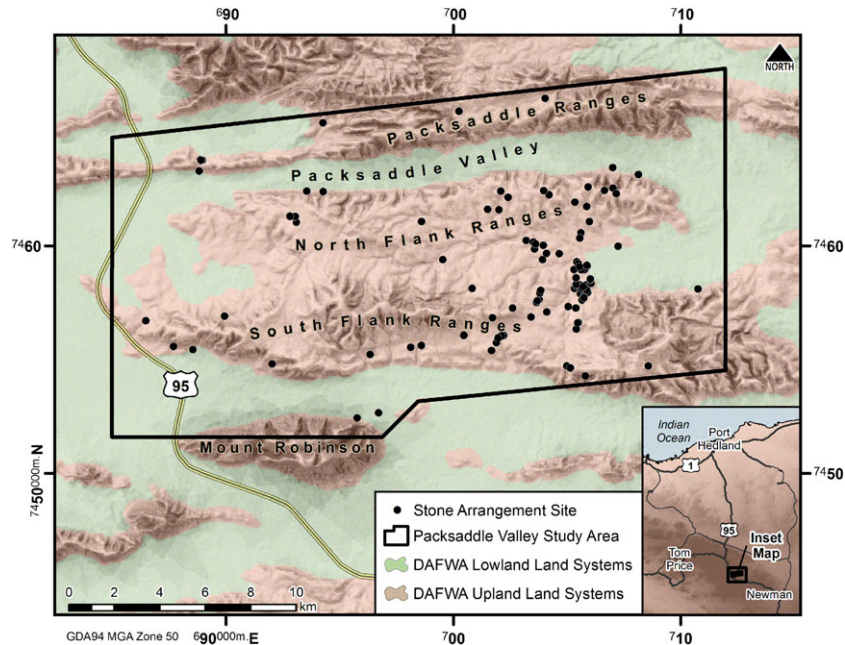 ⁶90
700
710
NORTH
Packsaddle Ranges
Packsaddle Valley
North Flank Ranges
⁷⁴60
⁷⁴60
South Flank Ranges
95
Mount Robinson
⁷⁴50⁰⁰⁰ᵐ·N
⁷⁴50
Stone Arrangement Site
Packsaddle Valley Study Area
DAFWA Lowland Land Systems
DAFWA Upland Land Systems
Indian
Ocean
Port
Hedland
1
95
Inset
Map
Tom
Price
Newman
0 2 4 6 8 10
km
GDA94 MGA Zone 50
⁶90⁰⁰⁰ᵐ·E
700
710